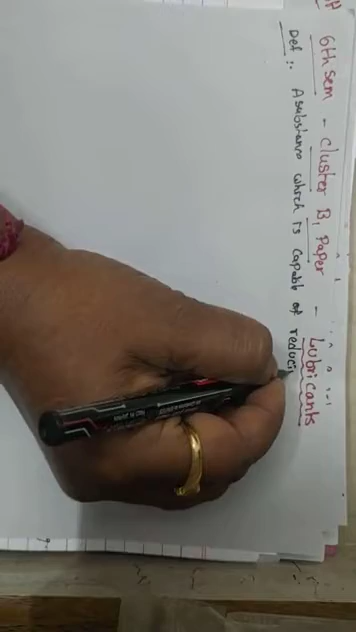 6th sem - Cluster B, Paper - Lubricants
Def :- A substance which is capable of reduci